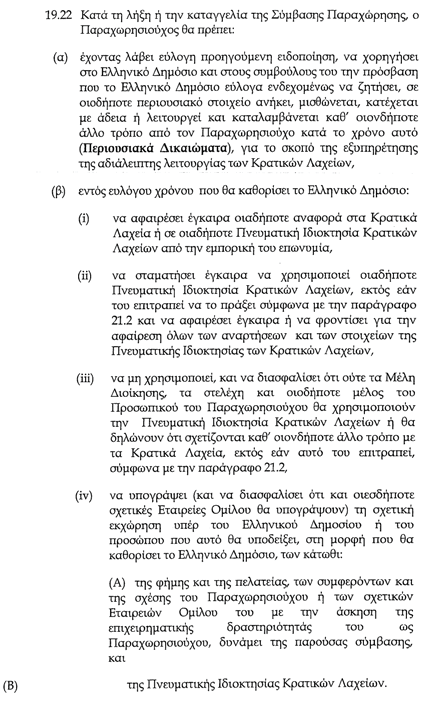 19.22 Κατά τη λήξη ή την καταγγελία της Σύμβασης Παραχώρησης, ο
Παραχωρησιούχος θα πρέπει:
(α) έχοντας λάβει εύλογη προηγούμενη ειδοποίηση, να χορηγήσει
στο Ελληνικό Δημόσιο και στους συμβούλους του την πρόσβαση
που το Ελληνικό Δημόσιο εύλογα ενδεχομένως να ζητήσει, σε
οιοδήποτε περιουσιακό στοιχείο ανήκει, μισθώνεται, κατέχεται
με άδεια ή λειτουργεί και καταλαμβάνεται καθ’ οιονδήποτε
άλλο τρόπο από τον Παραχωρησιούχο κατά το χρόνο αυτό
(Περιουσιακά Δικαιώματα), για το σκοπό της εξυπηρέτησης
της αδιάλειπτης λειτουργίας των Κρατικών Λαχείων,
(β) εντός ευλόγου χρόνου που θα καθορίσει το Ελληνικό Δημόσιο:
(i) να αφαιρέσει έγκαιρα οιαδήποτε αναφορά στα Κρατικά
Λαχεία ή σε οιαδήποτε Πνευματική Ιδιοκτησία Κρατικών
Λαχείων από την εμπορική του επωνυμία,
(ii) να σταματήσει έγκαιρα να χρησιμοποιεί οιαδήποτε
Πνευματική Ιδιοκτησία Κρατικών Λαχείων, εκτός εάν
του επιτραπεί να το πράξει σύμφωνα με την παράγραφο
21.2 και να αφαιρέσει έγκαιρα ή να φροντίσει για την
αφαίρεση όλων των αναρτήσεων και των στοιχείων της
Πνευματικής Ιδιοκτησίας των Κρατικών Λαχείων,
(iii) να μη χρησιμοποιεί, και να διασφαλίσει ότι ούτε τα Μέλη
Διοίκησης, τα στελέχη και οιοδήποτε μέλος του
Προσωπικού του Παραχωρησιούχου θα χρησιμοποιούν
την Πνευματική Ιδιοκτησία Κρατικών Λαχείων ή θα
δηλώνουν ότι σχετίζονται καθ’ οιονδήποτε άλλο τρόπο με
τα Κρατικά Λαχεία, εκτός εάν αυτό του επιτραπεί,
σύμφωνα με την παράγραφο 21.2,
(iv) να υπογράψει (και να διασφαλίσει ότι και οιεσδήποτε
σχετικές Εταιρείες Ομίλου θα υπογράψουν) τη σχετική
εκχώρηση υπέρ του Ελληνικού Δημοσίου ή του
προσώπου που αυτό θα υποδείξει, στη μορφή που θα
καθορίσει το Ελληνικό Δημόσιο, των κάτωθι:
(Α) της φήμης και της πελατείας, των συμφερόντων και
της σχέσης του Παραχωρησιούχου ή των σχετικών
Εταιρειών Ομίλου του με την άσκηση της
επιχειρηματικής δραστηριότητάς του ως
Παραχωρησιούχου, δυνάμει της παρούσας σύμβασης,
και
(Β) της Πνευματικής Ιδιοκτησίας Κρατικών Λαχείων.